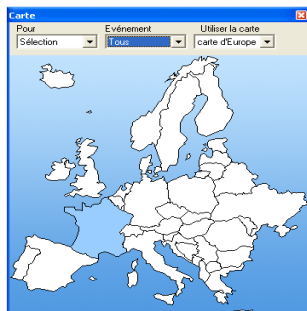 Carte
Pour Evénement Utiliser la carte
Sélection Tous carte d'Europe